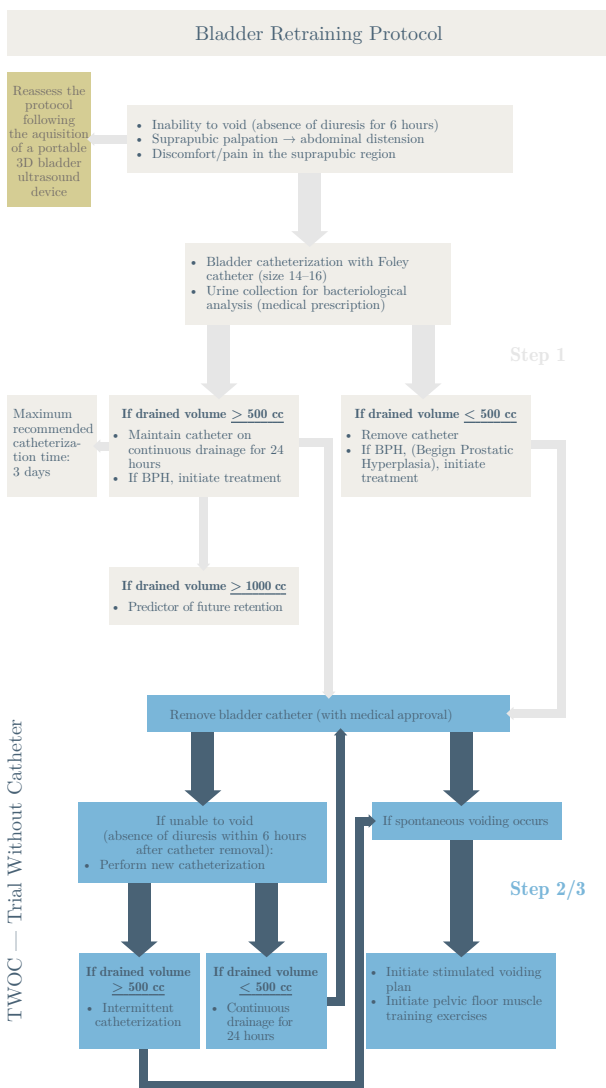 Bladder Retraining Protocol
Reassess the
protocol
following
the aquisition
of a portable
3D bladder
ultrasound
device
• Inability to void (absence of diuresis for 6 hours)
• Suprapubic palpation → abdominal distension
• Discomfort/pain in the suprapubic region
• Bladder catheterization with Foley
catheter (size 14–16)
• Urine collection for bacteriological
analysis (medical prescription)
Step 1
Maximum
recommended
catheteriza-
tion time:
3 days
If drained volume > 500 cc
• Maintain catheter on
continuous drainage for 24
hours
• If BPH, initiate treatment
If drained volume < 500 cc
• Remove catheter
• If BPH, (Begign Prostatic
Hyperplasia), initiate
treatment
If drained volume > 1000 cc
• Predictor of future retention
TWOC — Trial Without Catheter
Remove bladder catheter (with medical approval)
If unable to void
(absence of diuresis within 6 hours
after catheter removal):
• Perform new catheterization
If spontaneous voiding occurs
Step 2/3
If drained volume
> 500 cc
• Intermittent
catheterization
If drained volume
< 500 cc
• Continuous
drainage for
24 hours
• Initiate stimulated voiding
plan
• Initiate pelvic floor muscle
training exercises